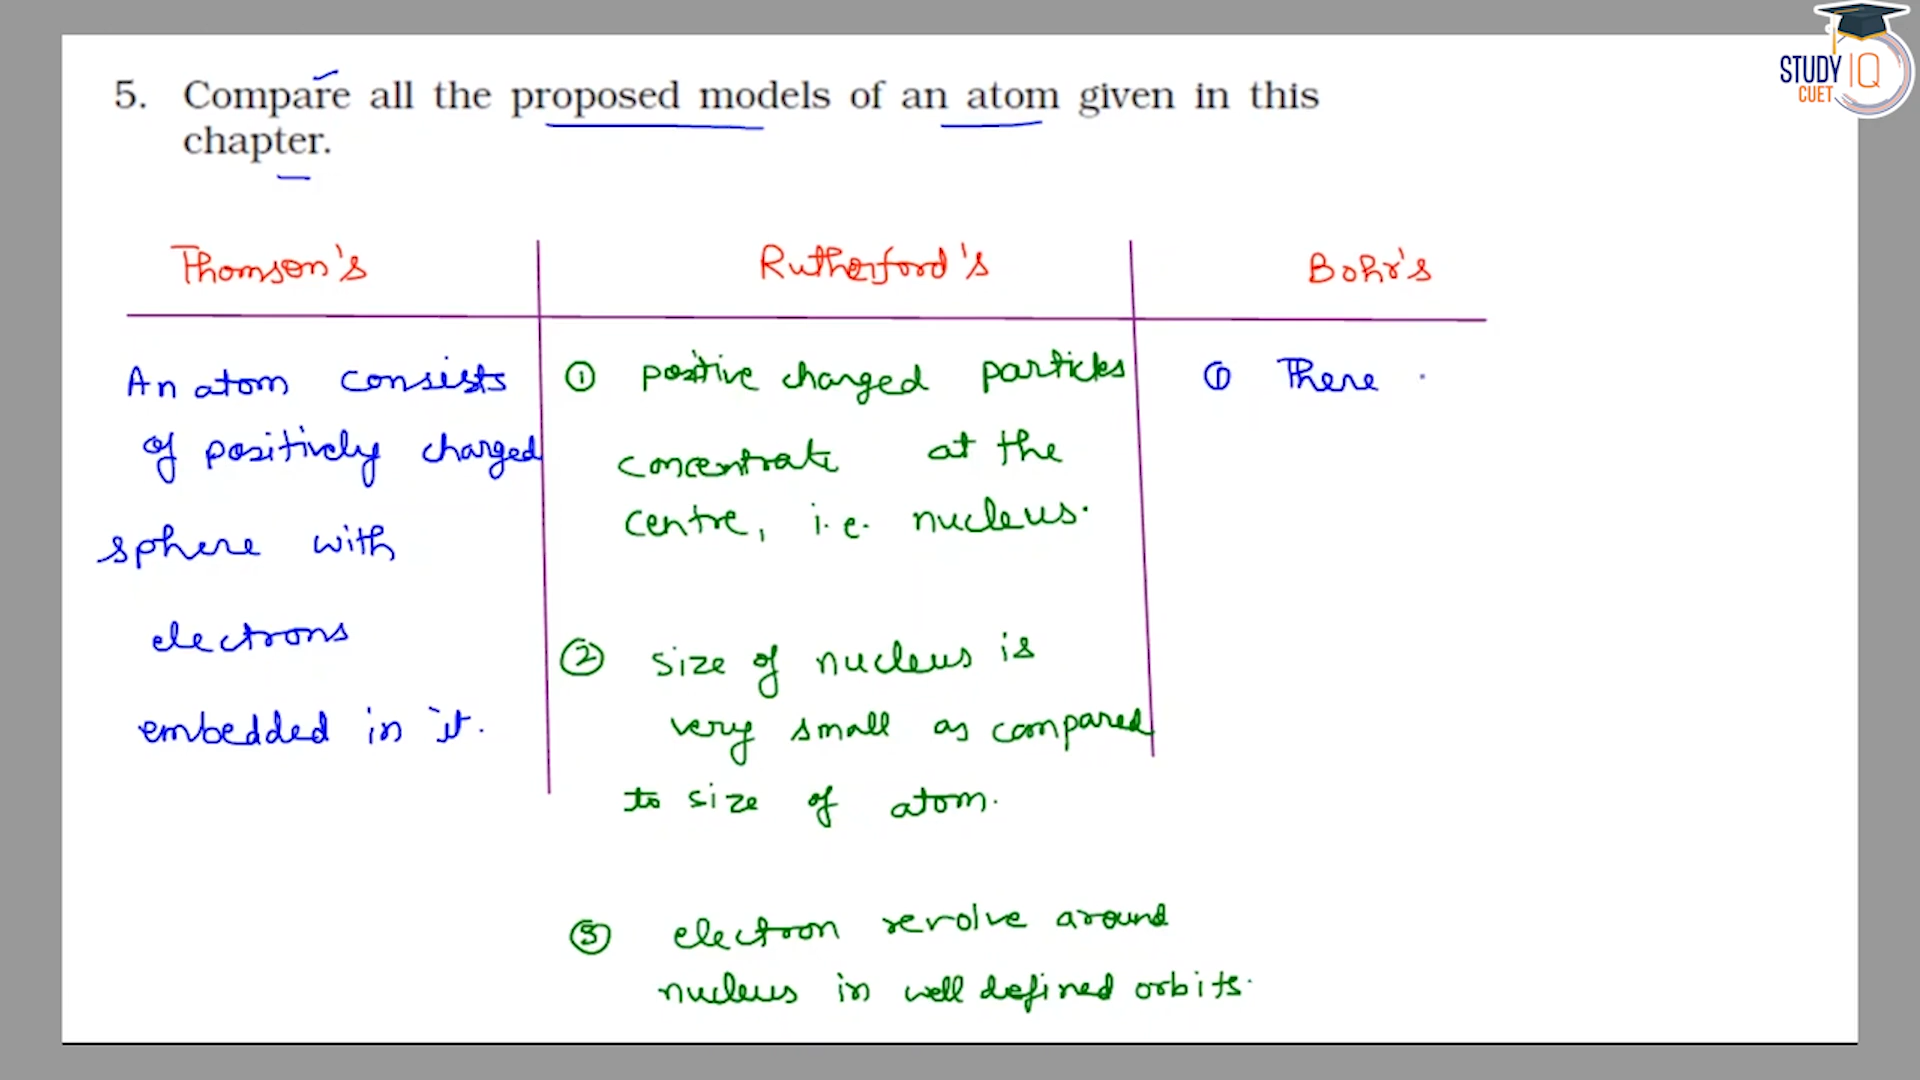 5. Compare all the proposed models of an atom given in this
chapter.
STUDY IQ
CUET
Thomson's
Rutherford's
Bohr's
An atom consists
of positively charged
sphere with
electrons
embedded in it.
① positive charged particles
concentrate at the
centre, i.e. nucleus.
② size of nucleus is
very small as compared
to size of atom.
③ electron revolve around
nucleus in well defined orbits.
① There